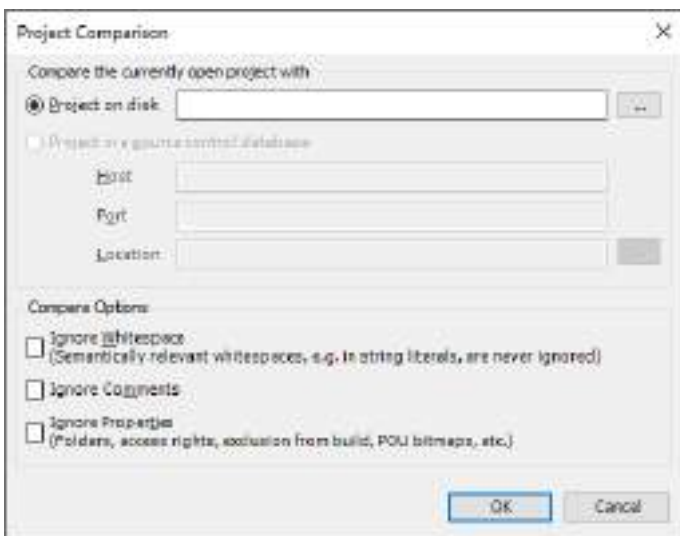 Project Comparison
Compare the currently open project with
Project on disk
...
Project in a source control database
Host
Port
Location
...
Compare Options
Ignore Whitespace
(Semantically relevant whitespaces, e.g. in string literals, are never ignored)
Ignore Comments
Ignore Properties
(Folders, access rights, exclusion from build, POU bitmaps, etc.)
OK
Cancel